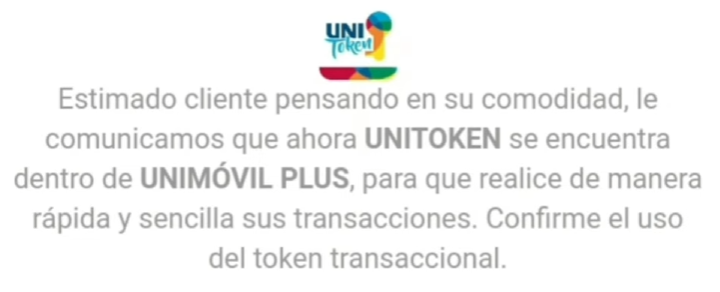 UNI
Token
Estimado cliente pensando en su comodidad, le
comunicamos que ahora UNITOKEN se encuentra
dentro de UNIMÓVIL PLUS, para que realice de manera
rápida y sencilla sus transacciones. Confirme el uso
del token transaccional.